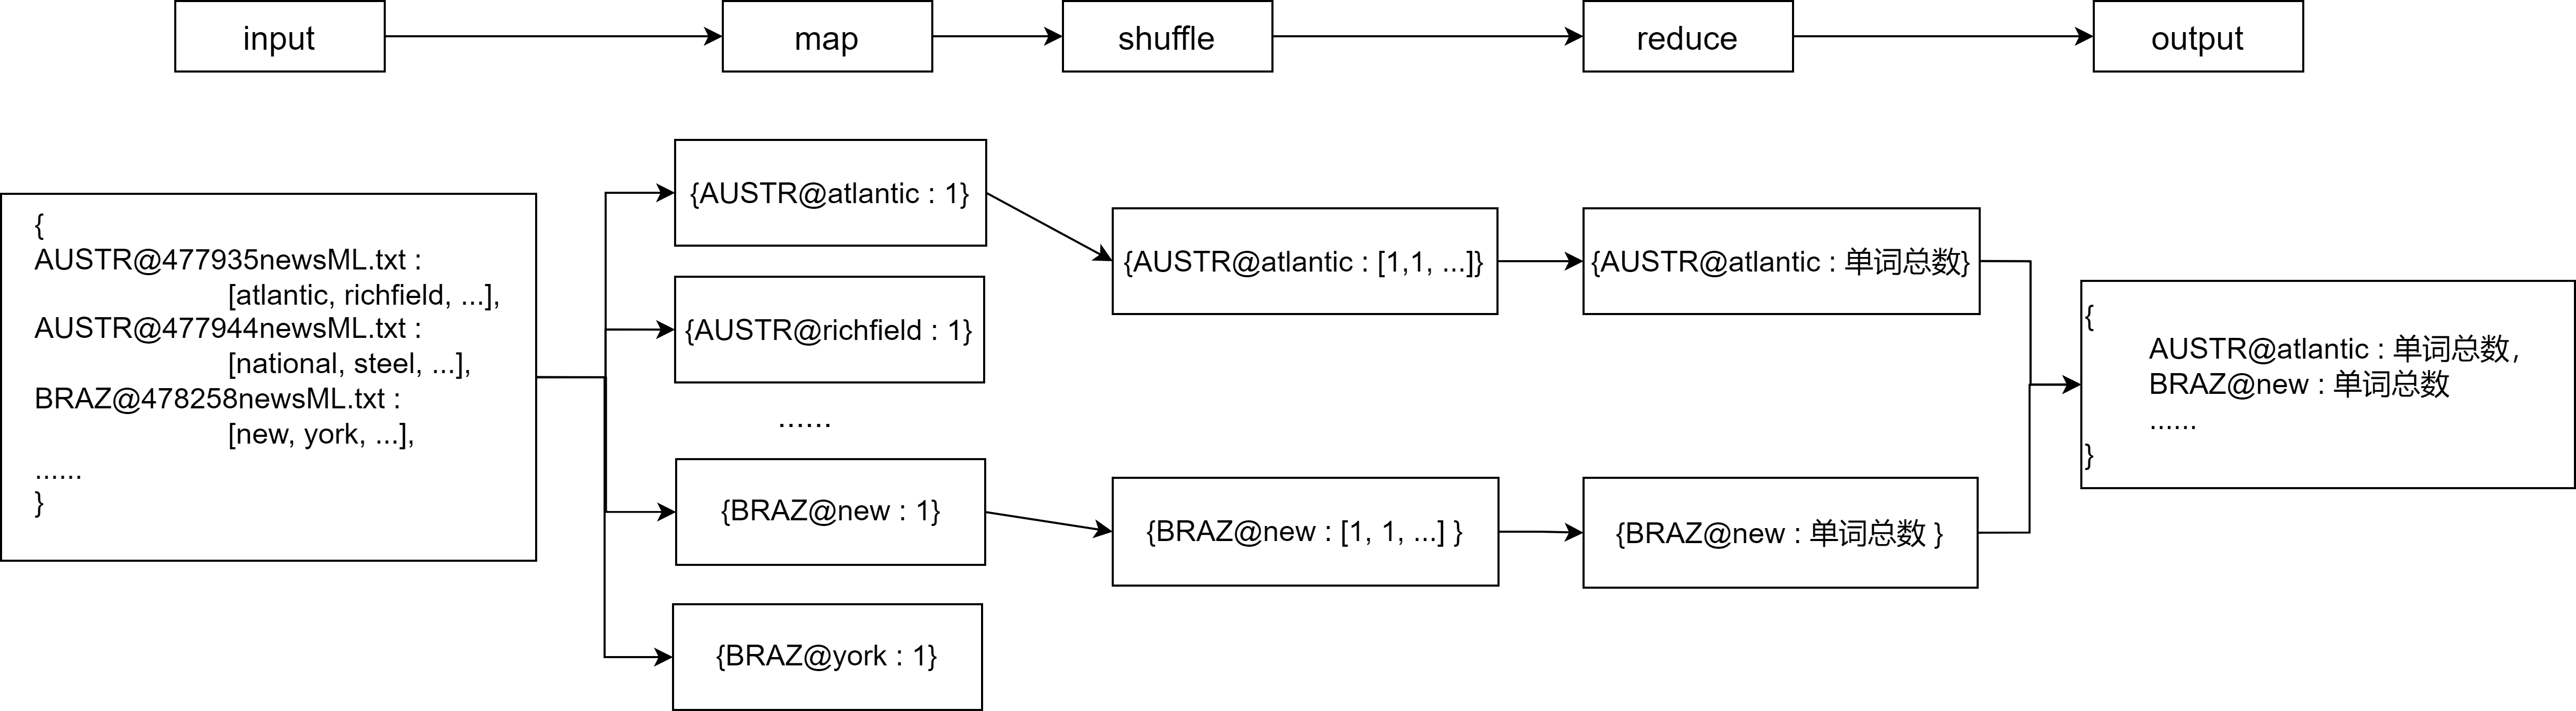 input
map
shuffle
reduce
output
{
AUSTR@477935newsML.txt :
[atlantic, richfield, ...],
AUSTR@477944newsML.txt :
[national, steel, ...],
BRAZ@478258newsML.txt :
[new, york, ...],
......
}
{AUSTR@atlantic : 1}
{AUSTR@richfield : 1}
......
{BRAZ@new : 1}
{BRAZ@york : 1}
{AUSTR@atlantic : [1,1, ...]}
{BRAZ@new : [1, 1, ...] }
{AUSTR@atlantic : 单词总数}
{BRAZ@new : 单词总数 }
{
AUSTR@atlantic : 单词总数,
BRAZ@new : 单词总数
......
}